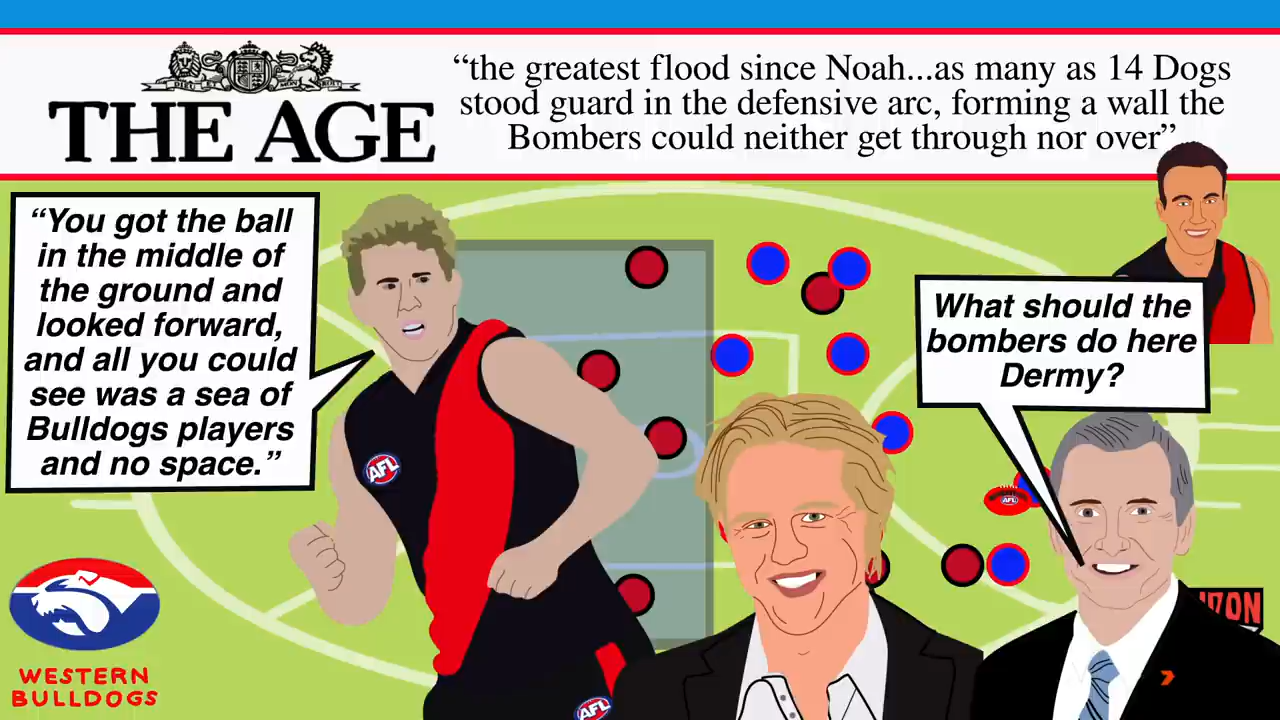 THE AGE
“the greatest flood since Noah...as many as 14 Dogs
stood guard in the defensive arc, forming a wall the
Bombers could neither get through nor over”
“You got the ball
in the middle of
the ground and
looked forward,
and all you could
see was a sea of
Bulldogs players
and no space.”
What should the
bombers do here
Dermy?
AFL
AFL
AFL
WESTERN
BULLDOGS